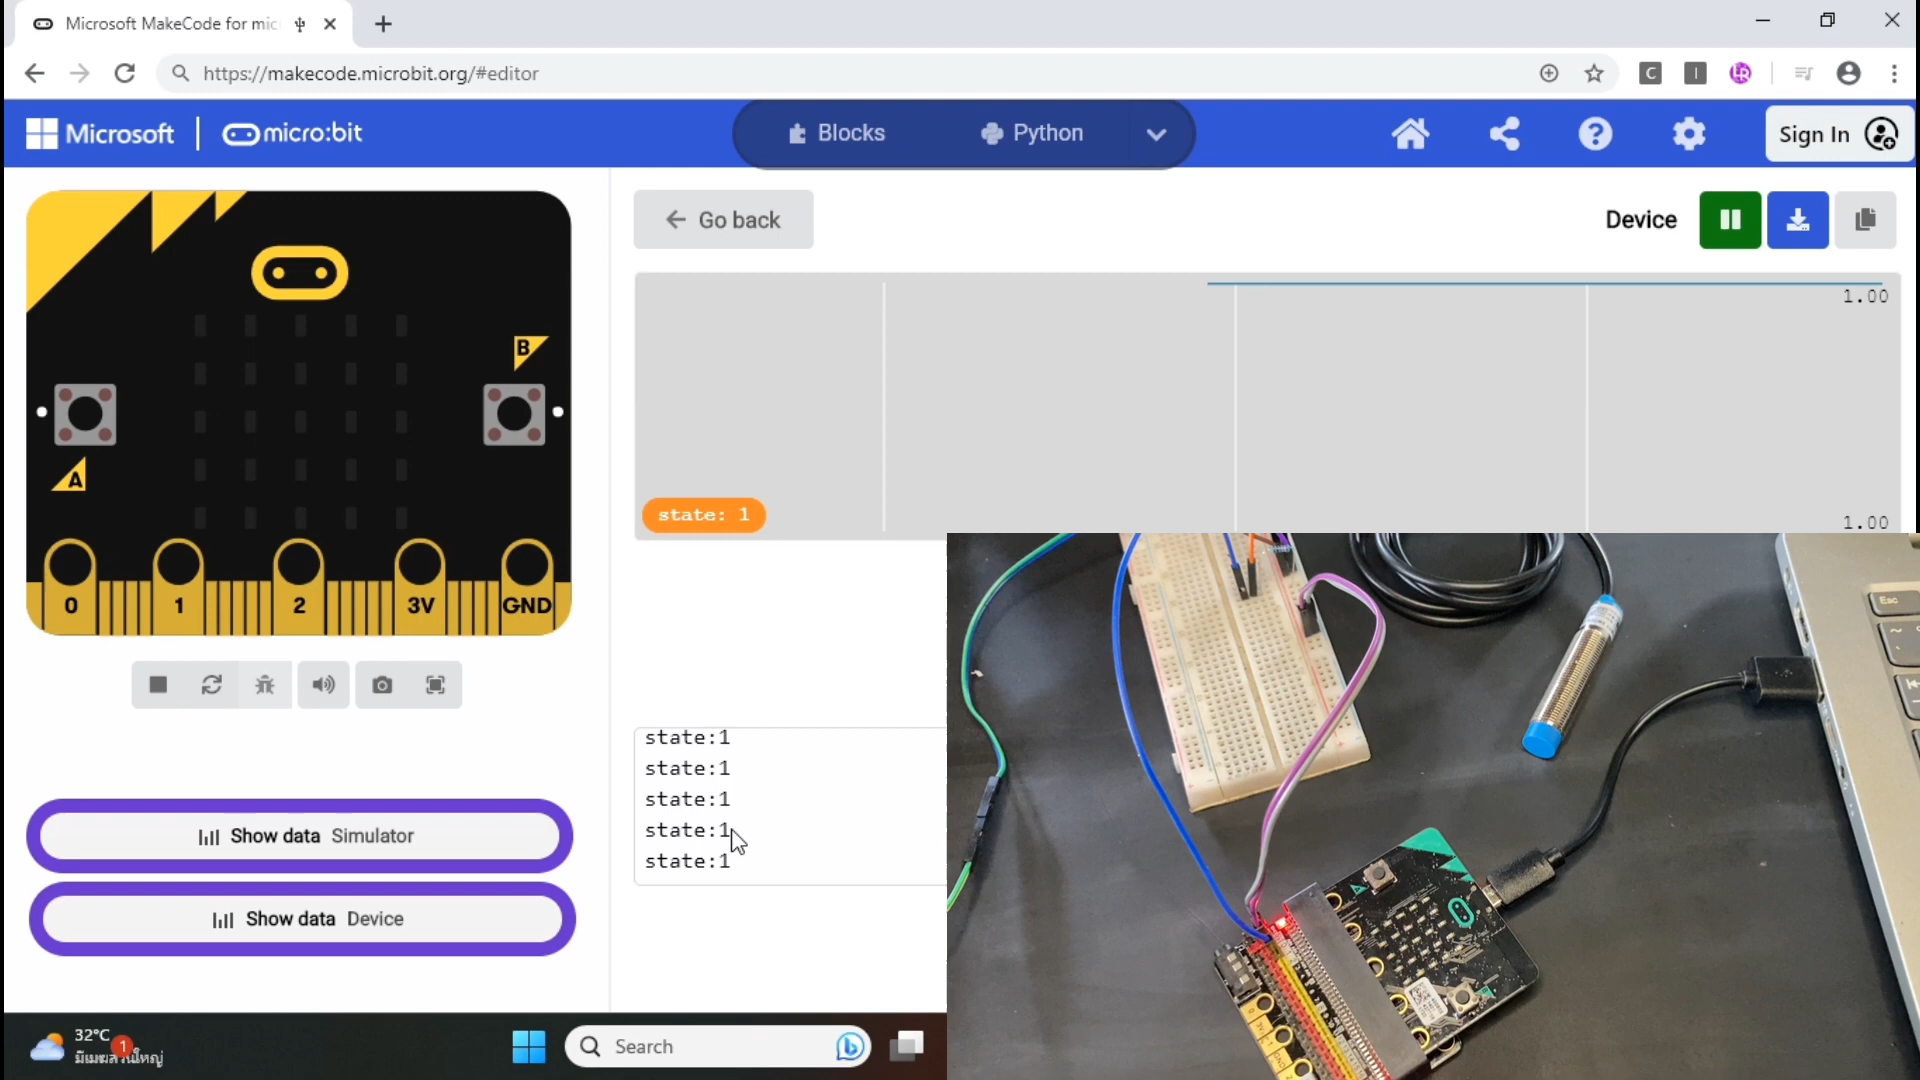 Microsoft MakeCode for mic
https://makecode.microbit.org/#editor
Microsoft | micro:bit
Blocks
Python
Sign In
Go back
Device
1.00
B
A
state: 1
1.00
0 1 2 3V GND
state:1
state:1
state:1
state:1
state:1
Show data Simulator
Show data Device
Esc
32°C
1
Search